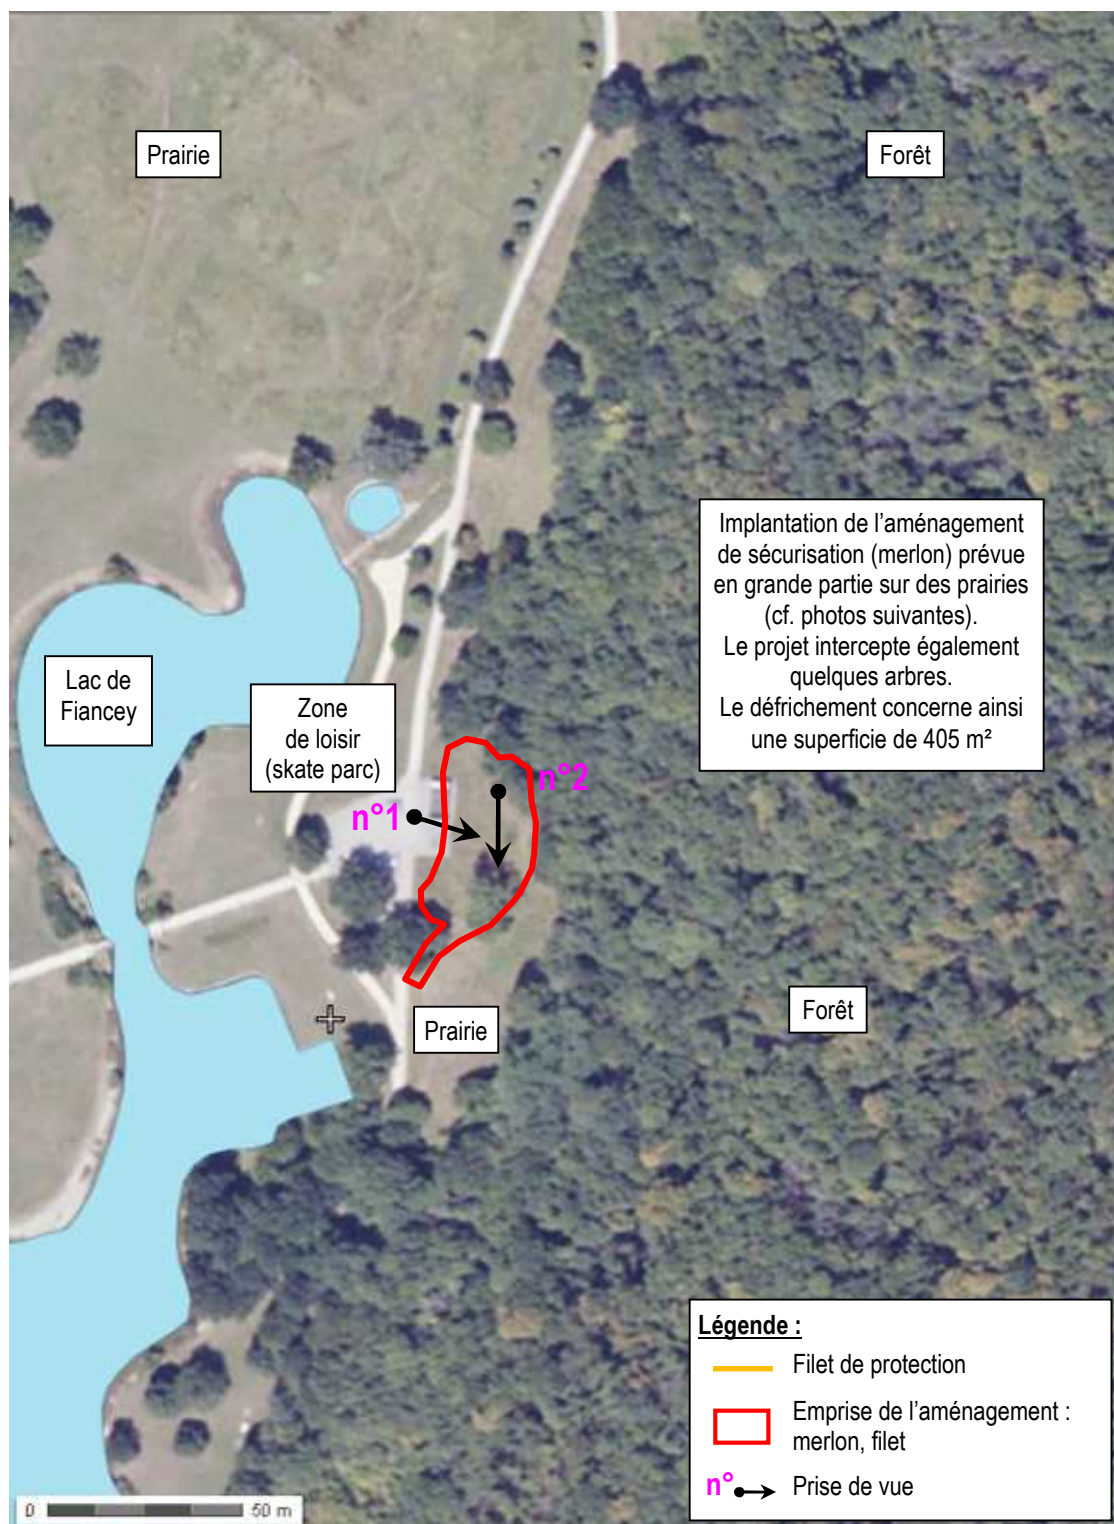 Prairie
Forêt
Implantation de l'aménagement
de sécurisation (merlon) prévue
en grande partie sur des prairies
(cf. photos suivantes).
Le projet intercepte également
quelques arbres.
Le défrichement concerne ainsi
une superficie de 405 m²
Lac de
Fiancey
Zone
de loisir
(skate parc)
n°2
n°1
Prairie
Forêt
Légende :
Filet de protection
Emprise de l'aménagement :
merlon, filet
n° Prise de vue
0 50 m